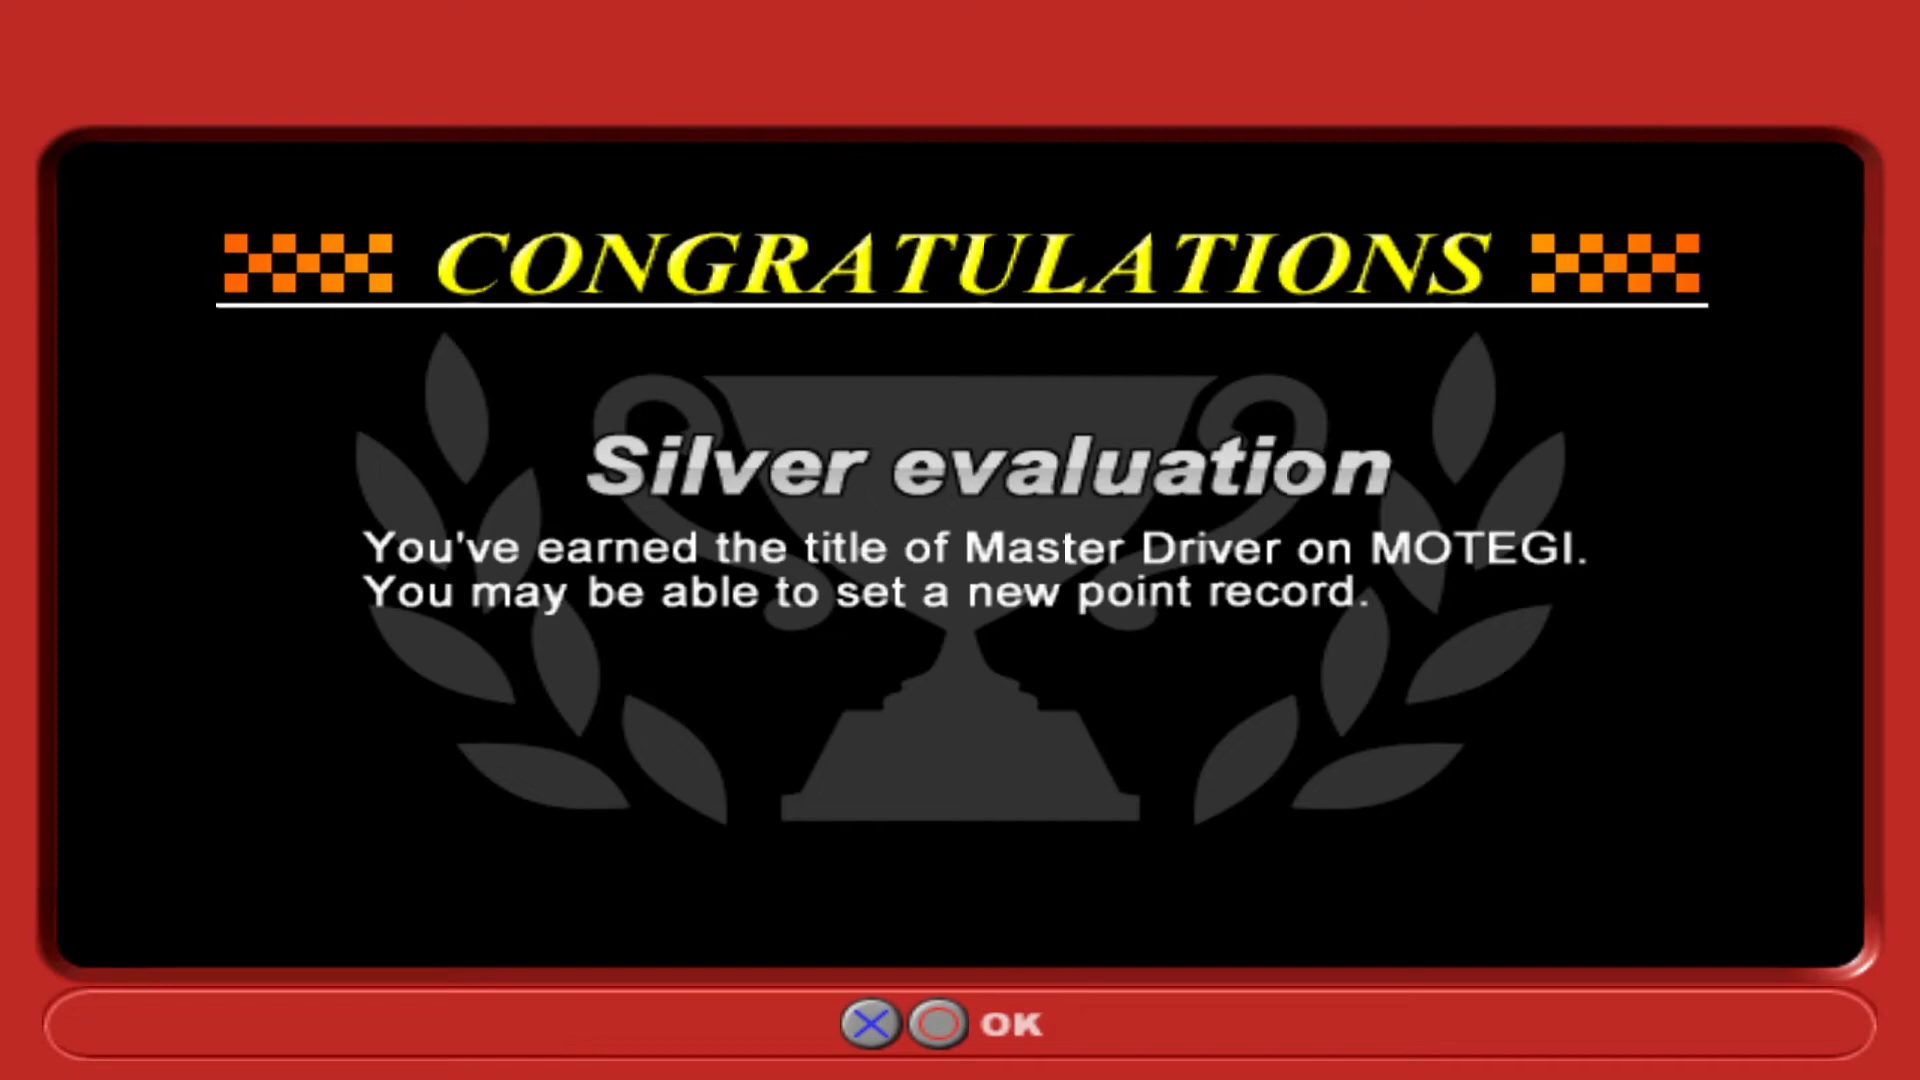 CONGRATULATIONS
Silver evaluation
You've earned the title of Master Driver on MOTEGI.
You may be able to set a new point record.
OK